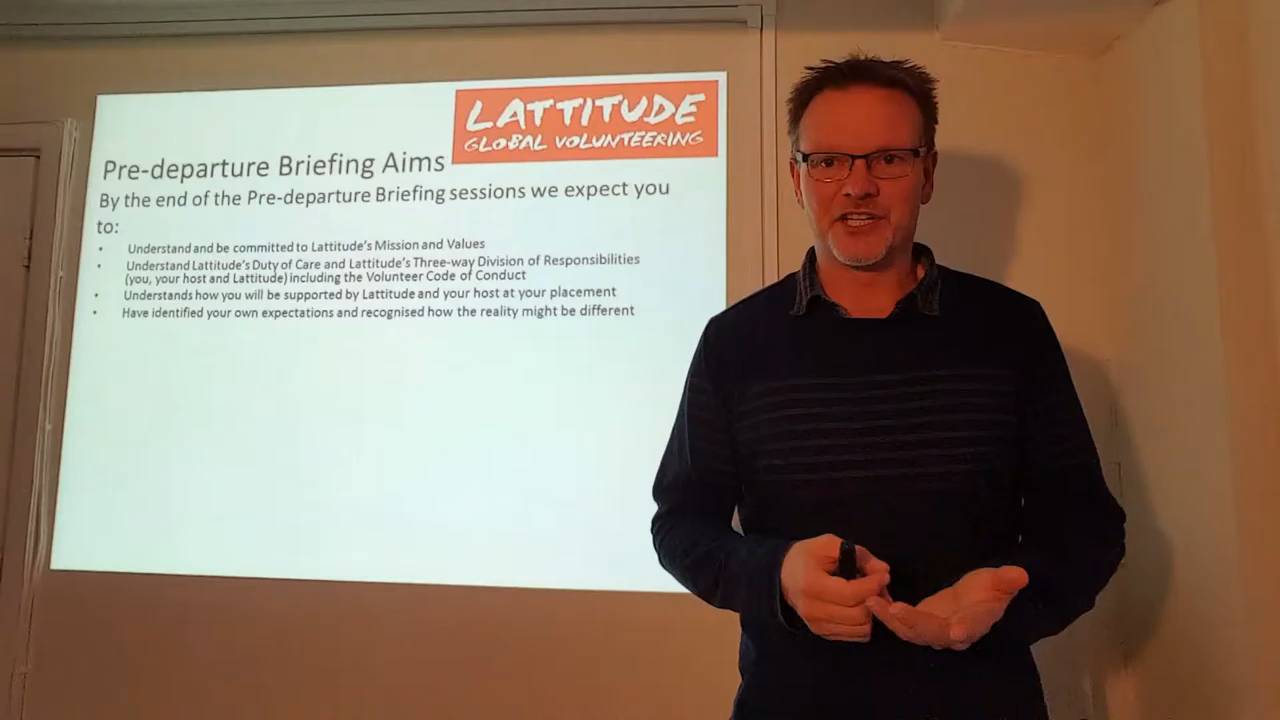 LATTITUDE
GLOBAL VOLUNTEERING
Pre-departure Briefing Aims
By the end of the Pre-departure Briefing sessions we expect you
to:
• Understand and be committed to Lattitude's Mission and Values
• Understand Lattitude's Duty of Care and Lattitude's Three-way Division of Responsibilities
(you, your host and Lattitude) including the Volunteer Code of Conduct
• Understands how you will be supported by Lattitude and your host at your placement
• Have identified your own expectations and recognised how the reality might be different